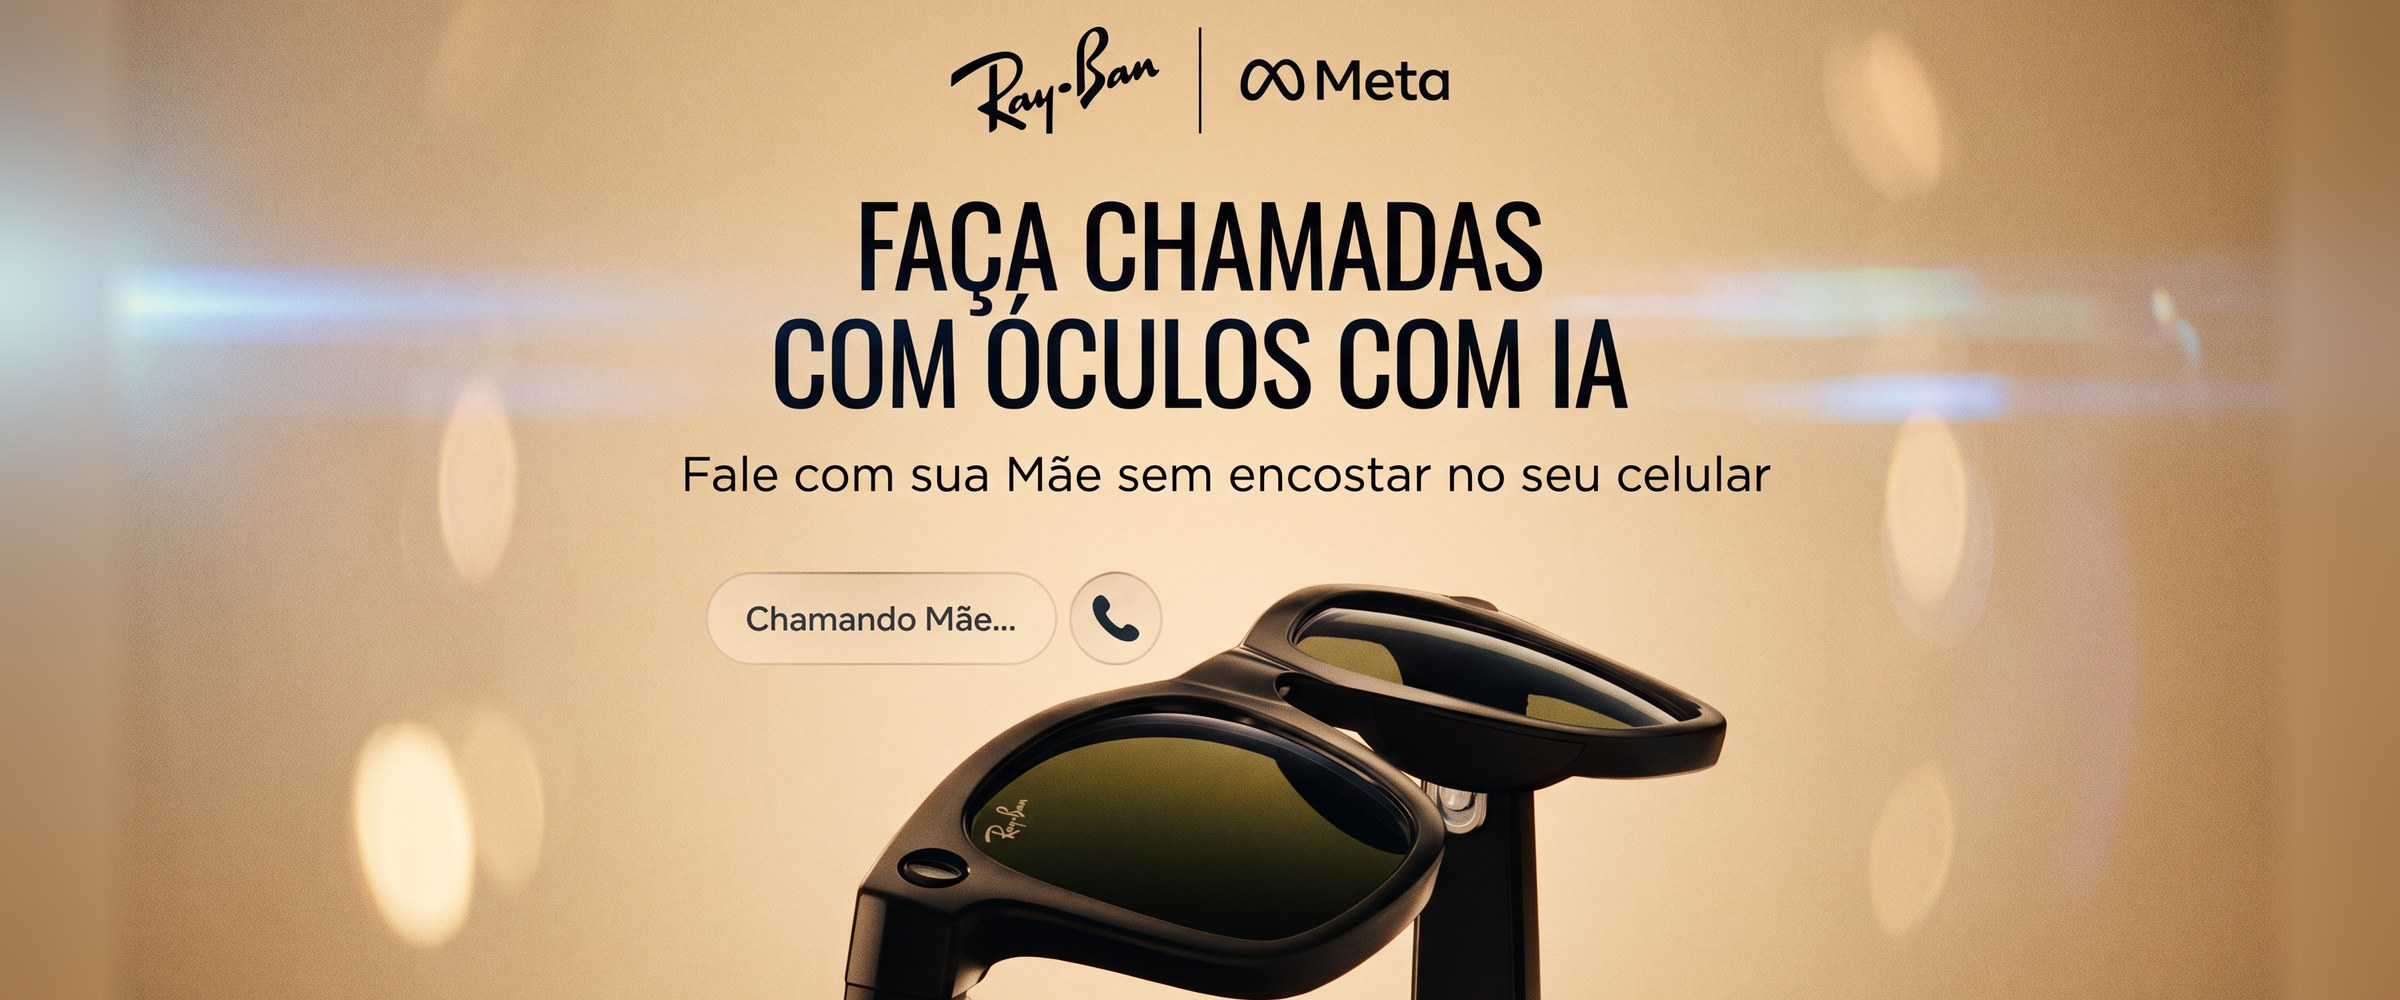 Ray-Ban | Meta
FAÇA CHAMADAS
COM ÓCULOS COM IA
Fale com sua Mãe sem encostar no seu celular
Chamando Mãe...
Ray-Ban